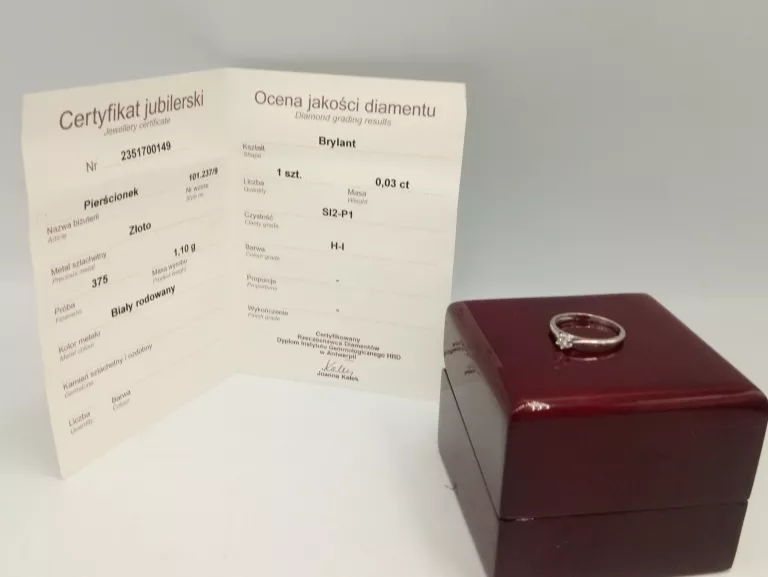 Certyfikat jubilerski
Jewellery certificate
Nr 2351700149
Pierścionek 101.237/9
Nazwa biżuterii Nr wzoru
Article Style no
Złoto
Metal szlachetny
Precious metal
375 1,10 g
Próba Masa wyrobu
Fineness Product weight
Biały rodowany
Kolor metalu
Metal colour
Kamień szlachetny i ozdobny
Gemstone
Liczba Barwa
Quantity Colour
Ocena jakości diamentu
Diamond grading results
Brylant
Kształt
Shape
1 szt. 0,03 ct
Liczba Masa
Quantity Weight
SI2-P1
Czystość
Clarity grade
H-I
Barwa
Colour grade
-
Proporcje
Proportions
-
Wykończenie
Finish grade
Certyfikowany
Rzeczoznawca Diamentów
Dyplom Instytutu Gemmologicznego HRD
w Antwerpii
Joanna Kałek